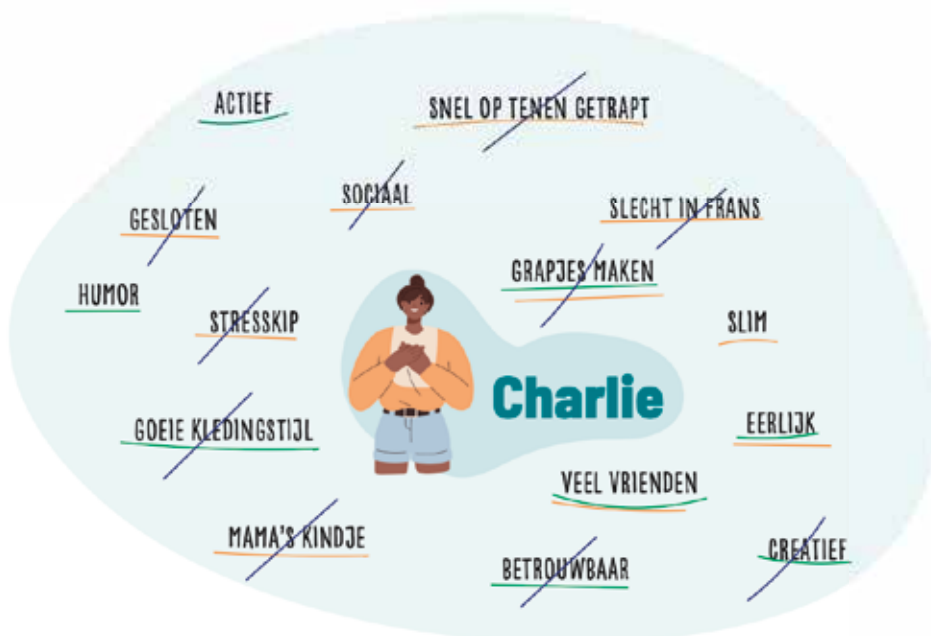 ACTIEF
SNEL OP TENEN GETRAPT
SOCIAAL
GESLOTEN
SLECHT IN FRANS
GRAPJES MAKEN
HUMOR
STRESSKIP
SLIM
Charlie
GOEIE KLEDINGSTIJL
EERLIJK
VEEL VRIENDEN
MAMA'S KINDJE
BETROUWBAAR
CREATIEF